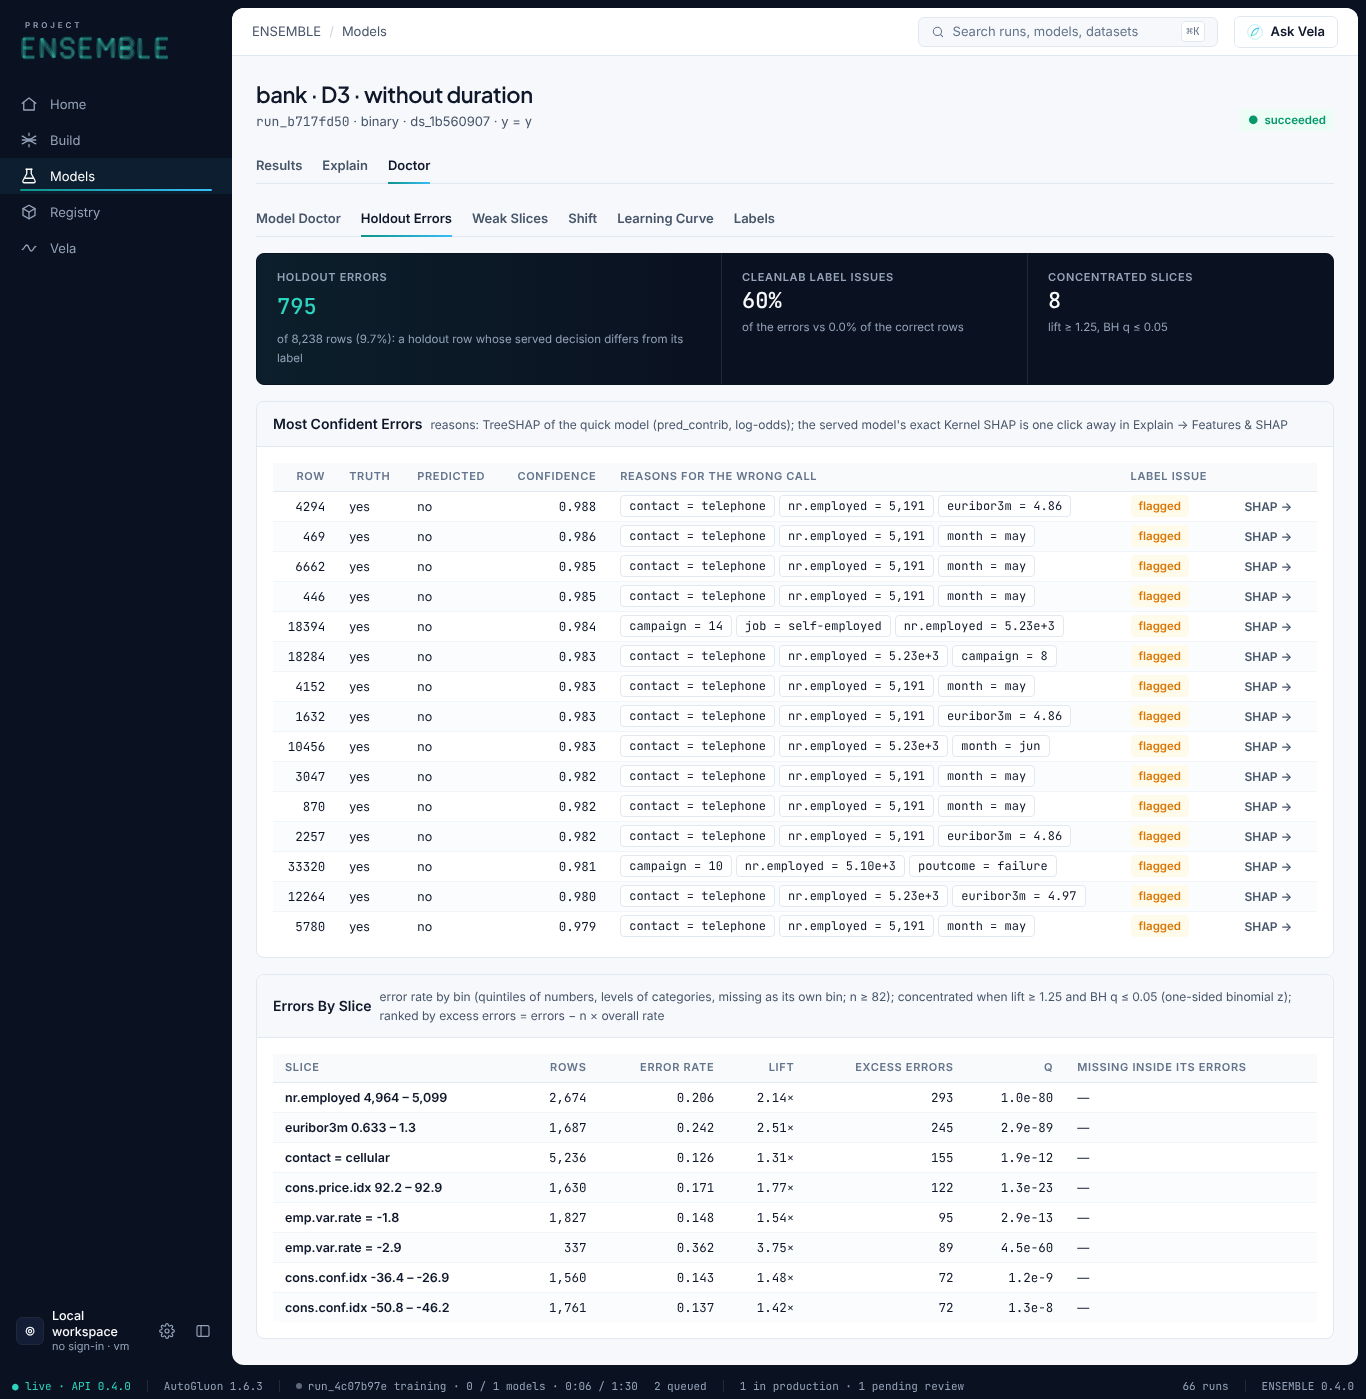 PROJECT
ENSEMBLE
Home
Build
Models
Registry
Vela
Local workspace
no sign-in · vm
ENSEMBLE / Models
Search runs, models, datasets ⌘K
Ask Vela
bank · D3 · without duration
run_b717fd50 · binary · ds_1b560907 · y = y
succeeded
Results Explain Doctor
Model Doctor Holdout Errors Weak Slices Shift Learning Curve Labels
HOLDOUT ERRORS
795
of 8,238 rows (9.7%): a holdout row whose served decision differs from its
label
CLEANLAB LABEL ISSUES
60%
of the errors vs 0.0% of the correct rows
CONCENTRATED SLICES
8
lift ≥ 1.25, BH q ≤ 0.05
Most Confident Errors reasons: TreeSHAP of the quick model (pred_contrib, log-odds); the served model's exact Kernel SHAP is one click away in Explain → Features & SHAP
ROW TRUTH PREDICTED CONFIDENCE REASONS FOR THE WRONG CALL LABEL ISSUE
4294 yes no 0.988 contact = telephone nr.employed = 5,191 euribor3m = 4.86 flagged SHAP →
469 yes no 0.986 contact = telephone nr.employed = 5,191 month = may flagged SHAP →
6662 yes no 0.985 contact = telephone nr.employed = 5,191 month = may flagged SHAP →
446 yes no 0.985 contact = telephone nr.employed = 5,191 month = may flagged SHAP →
18394 yes no 0.984 campaign = 14 job = self-employed nr.employed = 5.23e+3 flagged SHAP →
18284 yes no 0.983 contact = telephone nr.employed = 5.23e+3 campaign = 8 flagged SHAP →
4152 yes no 0.983 contact = telephone nr.employed = 5,191 month = may flagged SHAP →
1632 yes no 0.983 contact = telephone nr.employed = 5,191 euribor3m = 4.86 flagged SHAP →
10456 yes no 0.983 contact = telephone nr.employed = 5.23e+3 month = jun flagged SHAP →
3047 yes no 0.982 contact = telephone nr.employed = 5,191 month = may flagged SHAP →
870 yes no 0.982 contact = telephone nr.employed = 5,191 month = may flagged SHAP →
2257 yes no 0.982 contact = telephone nr.employed = 5,191 euribor3m = 4.86 flagged SHAP →
33320 yes no 0.981 campaign = 10 nr.employed = 5.10e+3 poutcome = failure flagged SHAP →
12264 yes no 0.980 contact = telephone nr.employed = 5.23e+3 euribor3m = 4.97 flagged SHAP →
5780 yes no 0.979 contact = telephone nr.employed = 5,191 month = may flagged SHAP →
Errors By Slice error rate by bin (quintiles of numbers, levels of categories, missing as its own bin; n ≥ 82); concentrated when lift ≥ 1.25 and BH q ≤ 0.05 (one-sided binomial z);
ranked by excess errors = errors − n × overall rate
SLICE ROWS ERROR RATE LIFT EXCESS ERRORS Q MISSING INSIDE ITS ERRORS
nr.employed 4,964 – 5,099 2,674 0.206 2.14× 293 1.0e-80 —
euribor3m 0.633 – 1.3 1,687 0.242 2.51× 245 2.9e-89 —
contact = cellular 5,236 0.126 1.31× 155 1.9e-12 —
cons.price.idx 92.2 – 92.9 1,630 0.171 1.77× 122 1.3e-23 —
emp.var.rate = -1.8 1,827 0.148 1.54× 95 2.9e-13 —
emp.var.rate = -2.9 337 0.362 3.75× 89 4.5e-60 —
cons.conf.idx -36.4 – -26.9 1,560 0.143 1.48× 72 1.2e-9 —
cons.conf.idx -50.8 – -46.2 1,761 0.137 1.42× 72 1.3e-8 —
live · API 0.4.0 AutoGluon 1.6.3 run_4c07b97e training · 0 / 1 models · 0:06 / 1:30 2 queued 1 in production · 1 pending review 66 runs ENSEMBLE 0.4.0